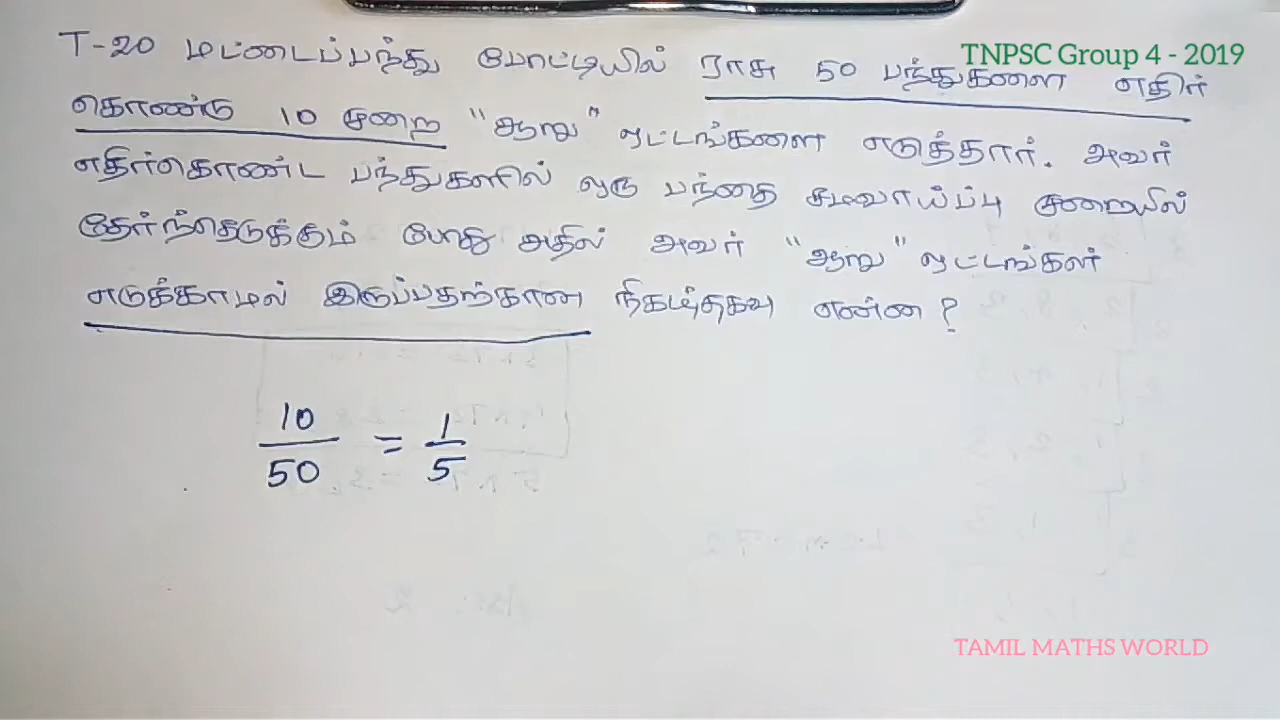 T-20 மட்டைப்பந்து போட்டியில் ராசு 50 பந்துகளை எதிர்
TNPSC Group 4 - 2019
கொண்டு 10 முறை "ஆறு" ஓட்டங்களை எடுத்தார். அவர்
எதிர்கொண்ட பந்துகளில் ஒரு பந்தை சமவாய்ப்பு முறையில்
தேர்ந்தெடுக்கும் போது அதில் அவர் "ஆறு" ஓட்டங்கள்
எடுக்காமல் இருப்பதற்கான நிகழ்தகவு என்ன?
10/50 = 1/5
TAMIL MATHS WORLD